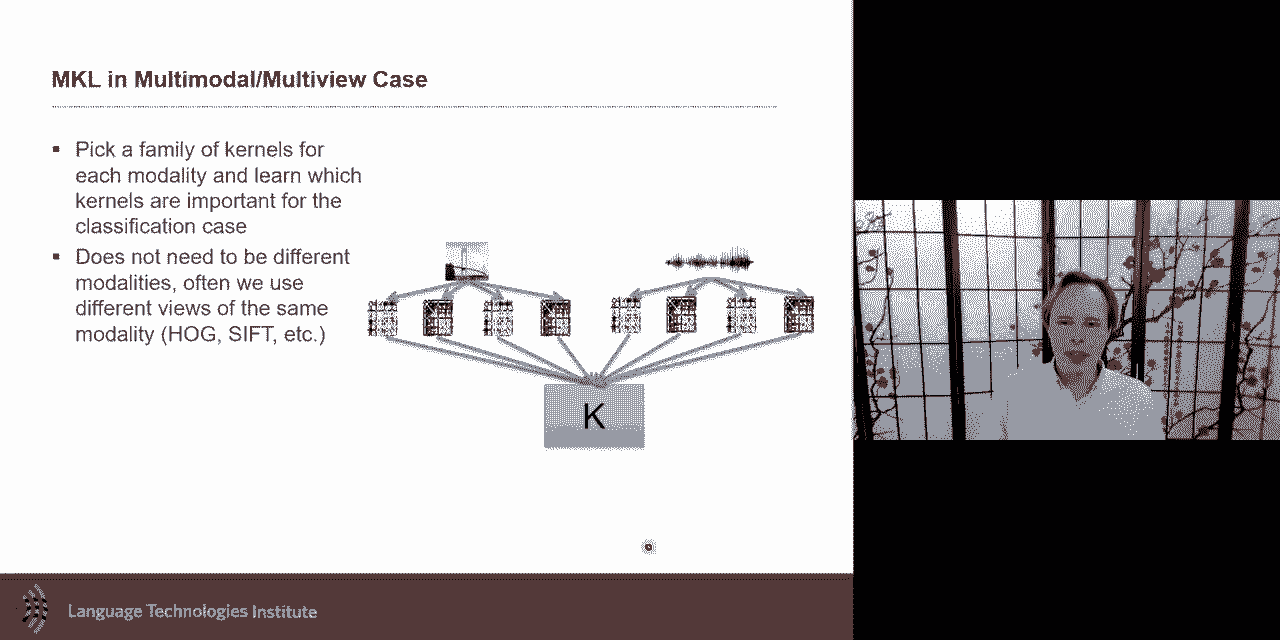 MKL in Multimodal/Multiview Case
▪ Pick a family of kernels for
each modality and learn which
kernels are important for the
classification case
▪ Does not need to be different
modalities, often we use
different views of the same
modality (HOG, SIFT, etc.)
K
Language Technologies Institute